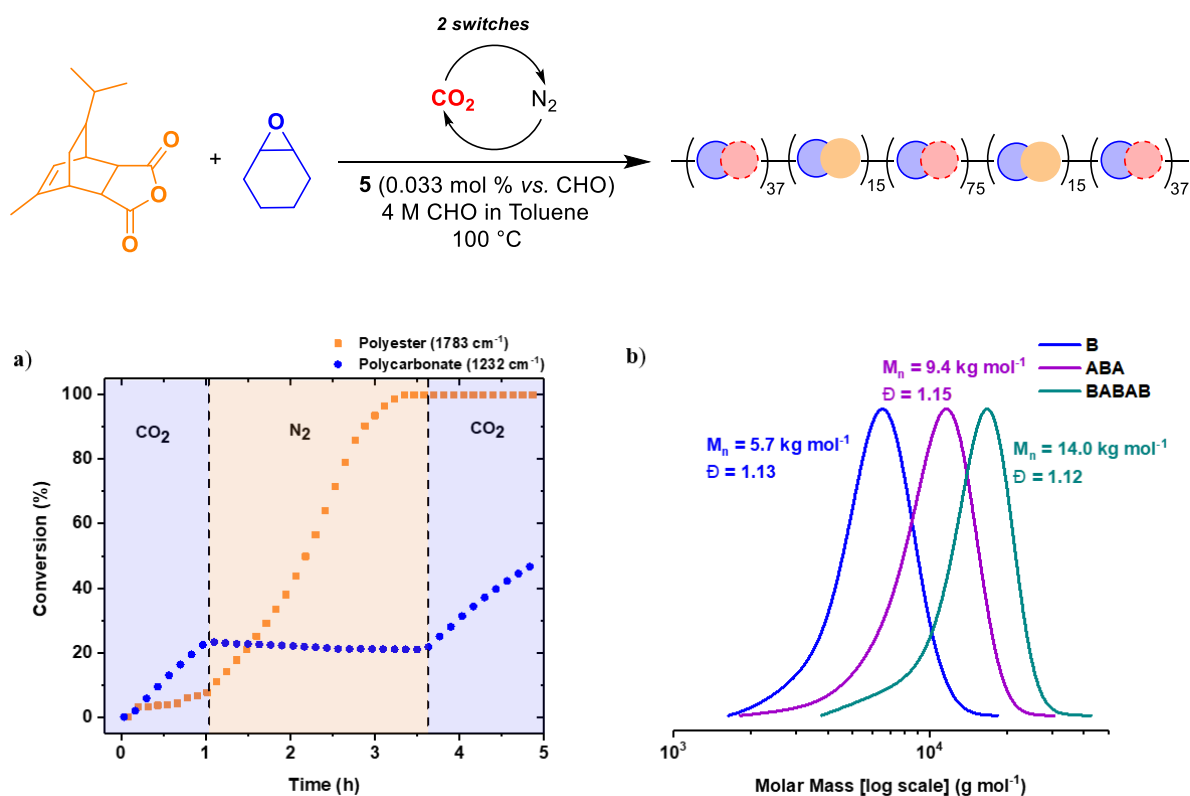 2 switches
CO2
N2
O
O
O
+
O
5 (0.033 mol % vs. CHO)
4 M CHO in Toluene
100 °C
37
15
75
15
37
a)
Polyester (1783 cm-1)
Polycarbonate (1232 cm-1)
CO2
N2
CO2
100
80
60
40
20
0
Conversion (%)
0
1
2
3
4
5
Time (h)
b)
B
ABA
BABAB
Mn = 9.4 kg mol-1
Đ = 1.15
Mn = 5.7 kg mol-1
Đ = 1.13
Mn = 14.0 kg mol-1
Đ = 1.12
10³
10⁴
Molar Mass [log scale] (g mol-1)